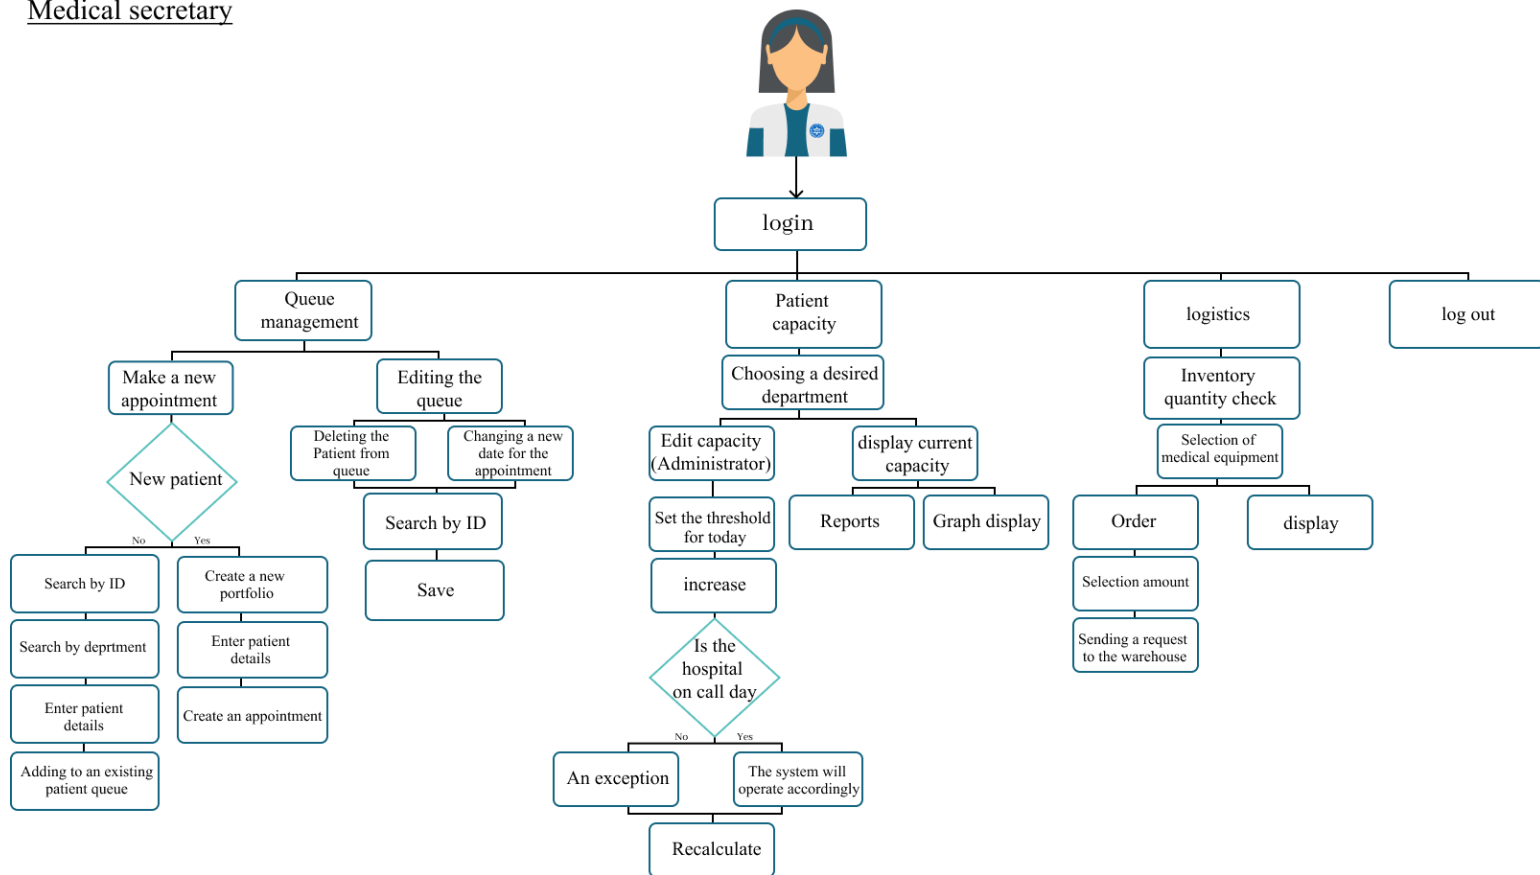 Medical secretary
login
Queue
management
Patient
capacity
logistics
log out
Make a new
appointment
Editing the
queue
Choosing a desired
department
Inventory
quantity check
Deleting the
Patient from
queue
Changing a new
date for the
appointment
Edit capacity
(Administrator)
display current
capacity
Selection of
medical equipment
New patient
Search by ID
Set the threshold
for today
Reports
Graph display
Order
display
No
Yes
Search by ID
Create a new
portfolio
Save
increase
Selection amount
Search by deprtment
Enter patient
details
Is the
hospital
on call day
Sending a request
to the warehouse
Enter patient
details
Create an appointment
No
Yes
Adding to an existing
patient queue
An exception
The system will
operate accordingly
Recalculate